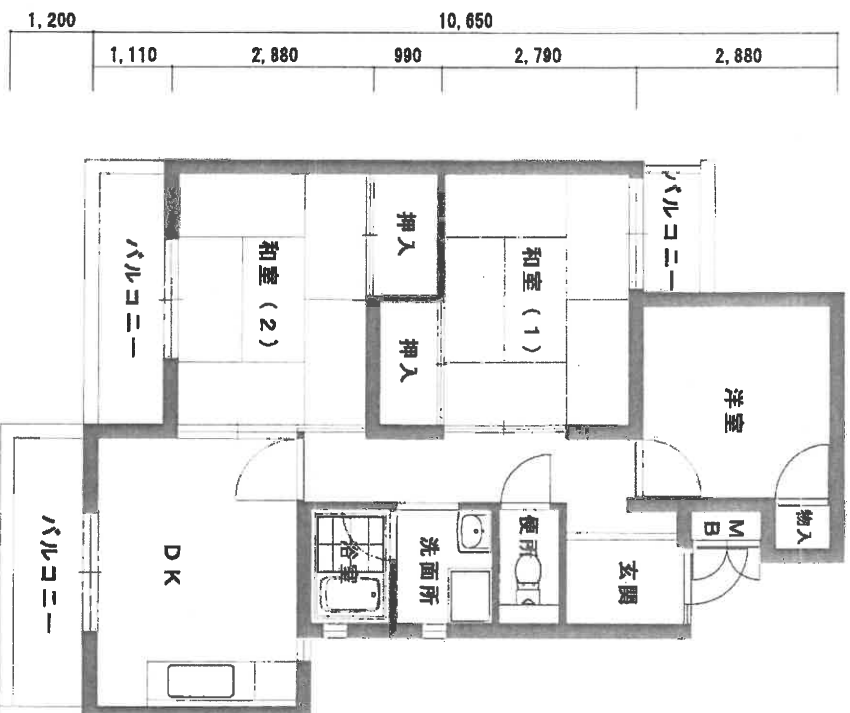 1,200
10,650
1,110
2,880
990
2,790
2,880
バルコニー
和室(2)
押入
押入
和室(1)
バルコニー
洋室
バルコニー
DK
浴室
洗面所
便所
玄関
MB
物入